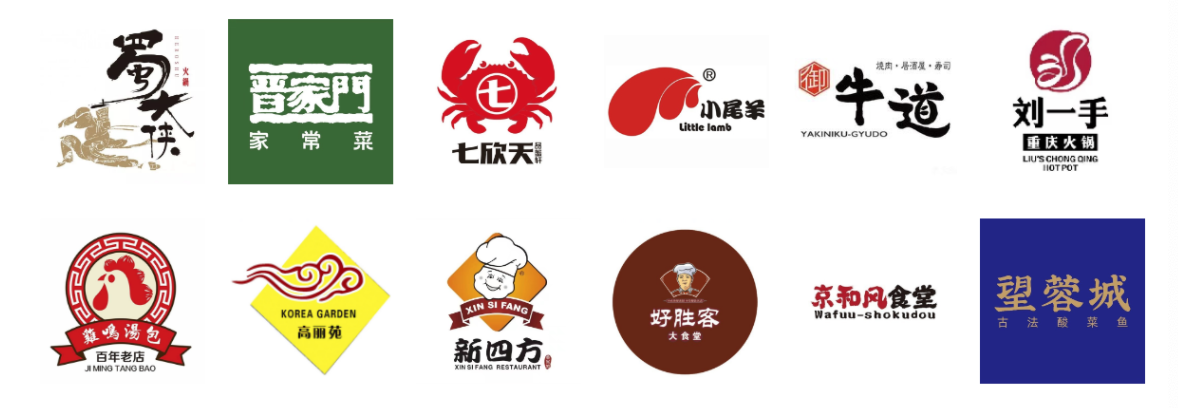 蜀大侠
火鍋
晋家門
家常菜
七
七欣天
小尾羊
Little lamb
®
御
牛道
燒肉·居酒屋·寿司
YAKINIKU-GYUDO
刘一手
重庆火锅
LIU'S CHONG QING
HOT POT
雞鳴湯包
百年老店
JI MING TANG BAO
KOREA GARDEN
高丽苑
XIN SI FANG
新四方
XIN SI FANG RESTAURANT
好胜客
大食堂
京和风食堂
Wafuu-shokudou
望蓉城
古法酸菜鱼